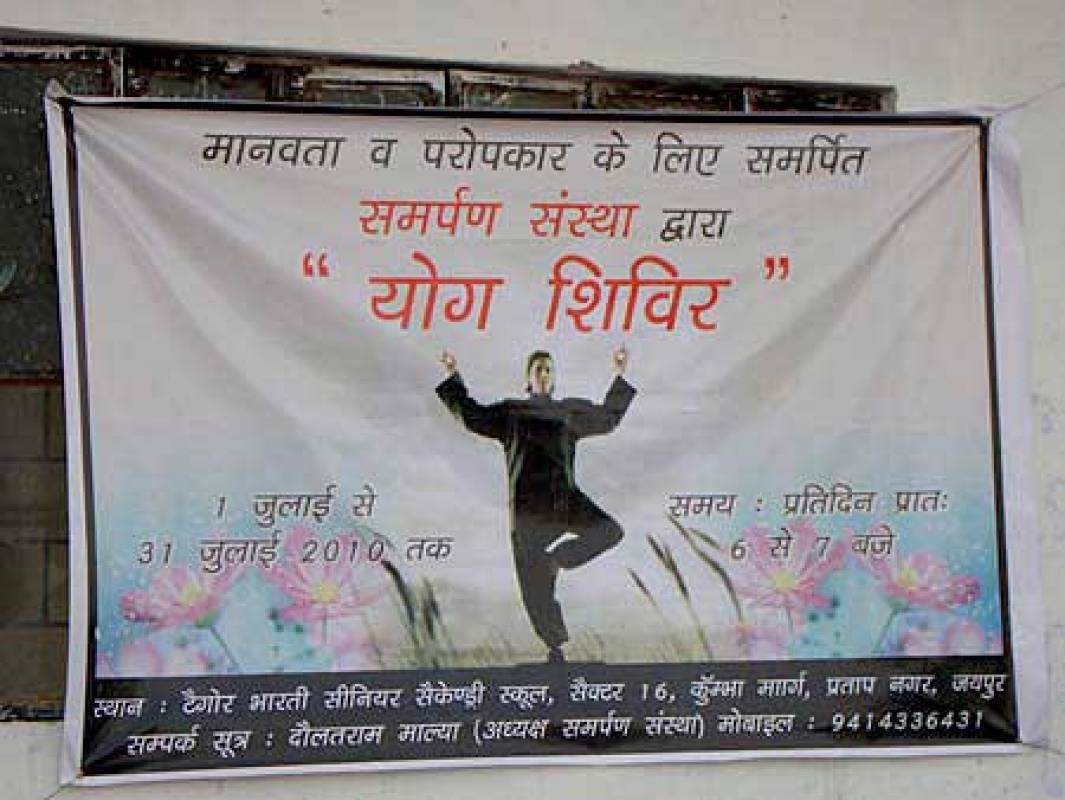 मानवता व परोपकार के लिए समर्पित
समर्पण संस्था द्वारा
“ योग शिविर ”
1 जुलाई से
31 जुलाई 2010 तक
समय : प्रतिदिन प्रातः
6 से 7 बजे
स्थान : टैगोर भारती सीनियर सैकेण्ड्री स्कूल, सैक्टर 16, कुॅम्भा माार्ग, प्रताप नगर, जयपुर
सम्पर्क सूत्र : दौलतराम माल्या (अध्यक्ष समर्पण संस्था) मोबाइल : 9414336431